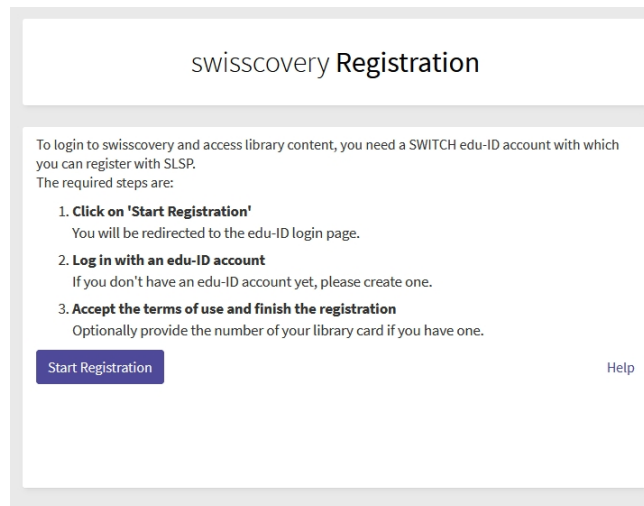 swisscovery Registration
To login to swisscovery and access library content, you need a SWITCH edu-ID account with which
you can register with SLSP.
The required steps are:
1. Click on 'Start Registration'
You will be redirected to the edu-ID login page.
2. Log in with an edu-ID account
If you don't have an edu-ID account yet, please create one.
3. Accept the terms of use and finish the registration
Optionally provide the number of your library card if you have one.
Start Registration
Help